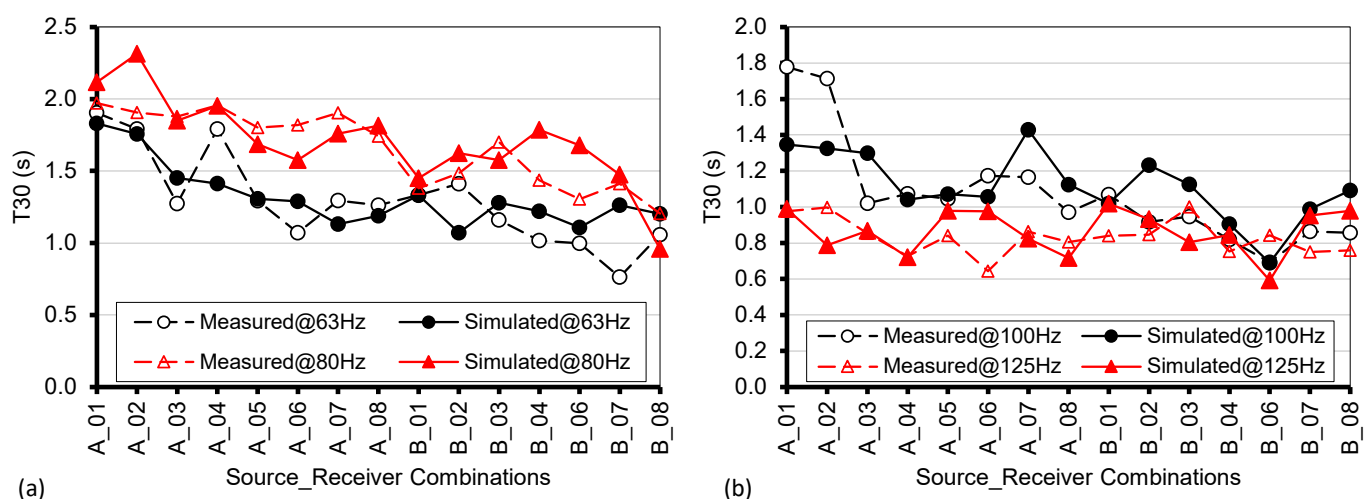 2.5
2.0
1.5
1.0
0.5
0.0
T30 (s)
Measured@63Hz
Simulated@63Hz
Measured@80Hz
Simulated@80Hz
A_01
A_02
A_03
A_04
A_05
A_06
A_07
A_08
B_01
B_02
B_03
B_04
B_06
B_07
B_08
Source_Receiver Combinations
(a)
2.0
1.8
1.6
1.4
1.2
1.0
0.8
0.6
0.4
0.2
0.0
T30 (s)
Measured@100Hz
Simulated@100Hz
Measured@125Hz
Simulated@125Hz
A_01
A_02
A_03
A_04
A_05
A_06
A_07
A_08
B_01
B_02
B_03
B_04
B_06
B_07
B_08
Source_Receiver Combinations
(b)